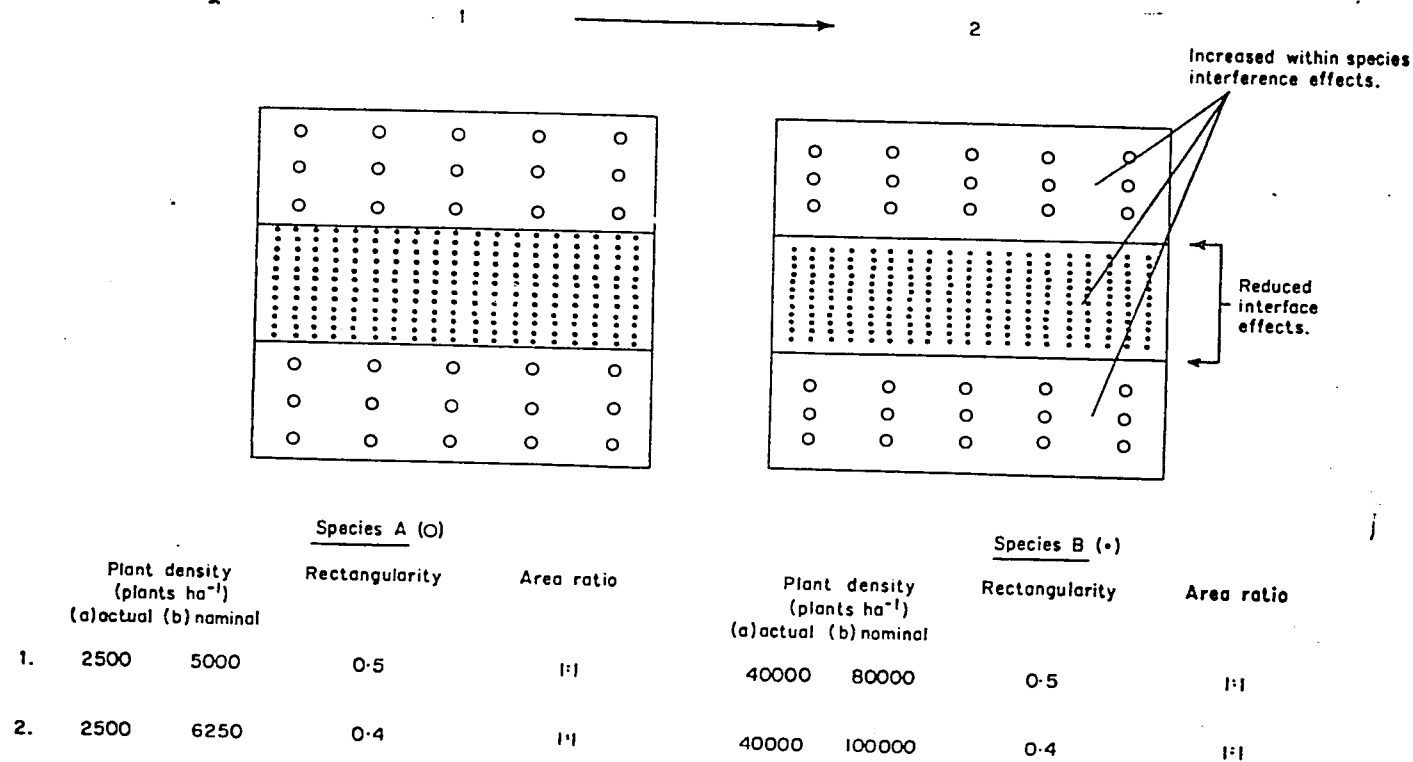 1
2
Increased within species
interference effects.
Reduced
interface
effects.
Species A (O)
Plant density
(plants ha⁻¹)
(a)actual (b) nominal
Rectangularity
Area ratio
1. 2500 5000 0·5 1:1
2. 2500 6250 0·4 1:1
Species B (•)
Plant density
(plants ha⁻¹)
(a)actual (b) nominal
Rectangularity
Area ratio
40000 80000 0·5 1:1
40000 100000 0·4 1:1